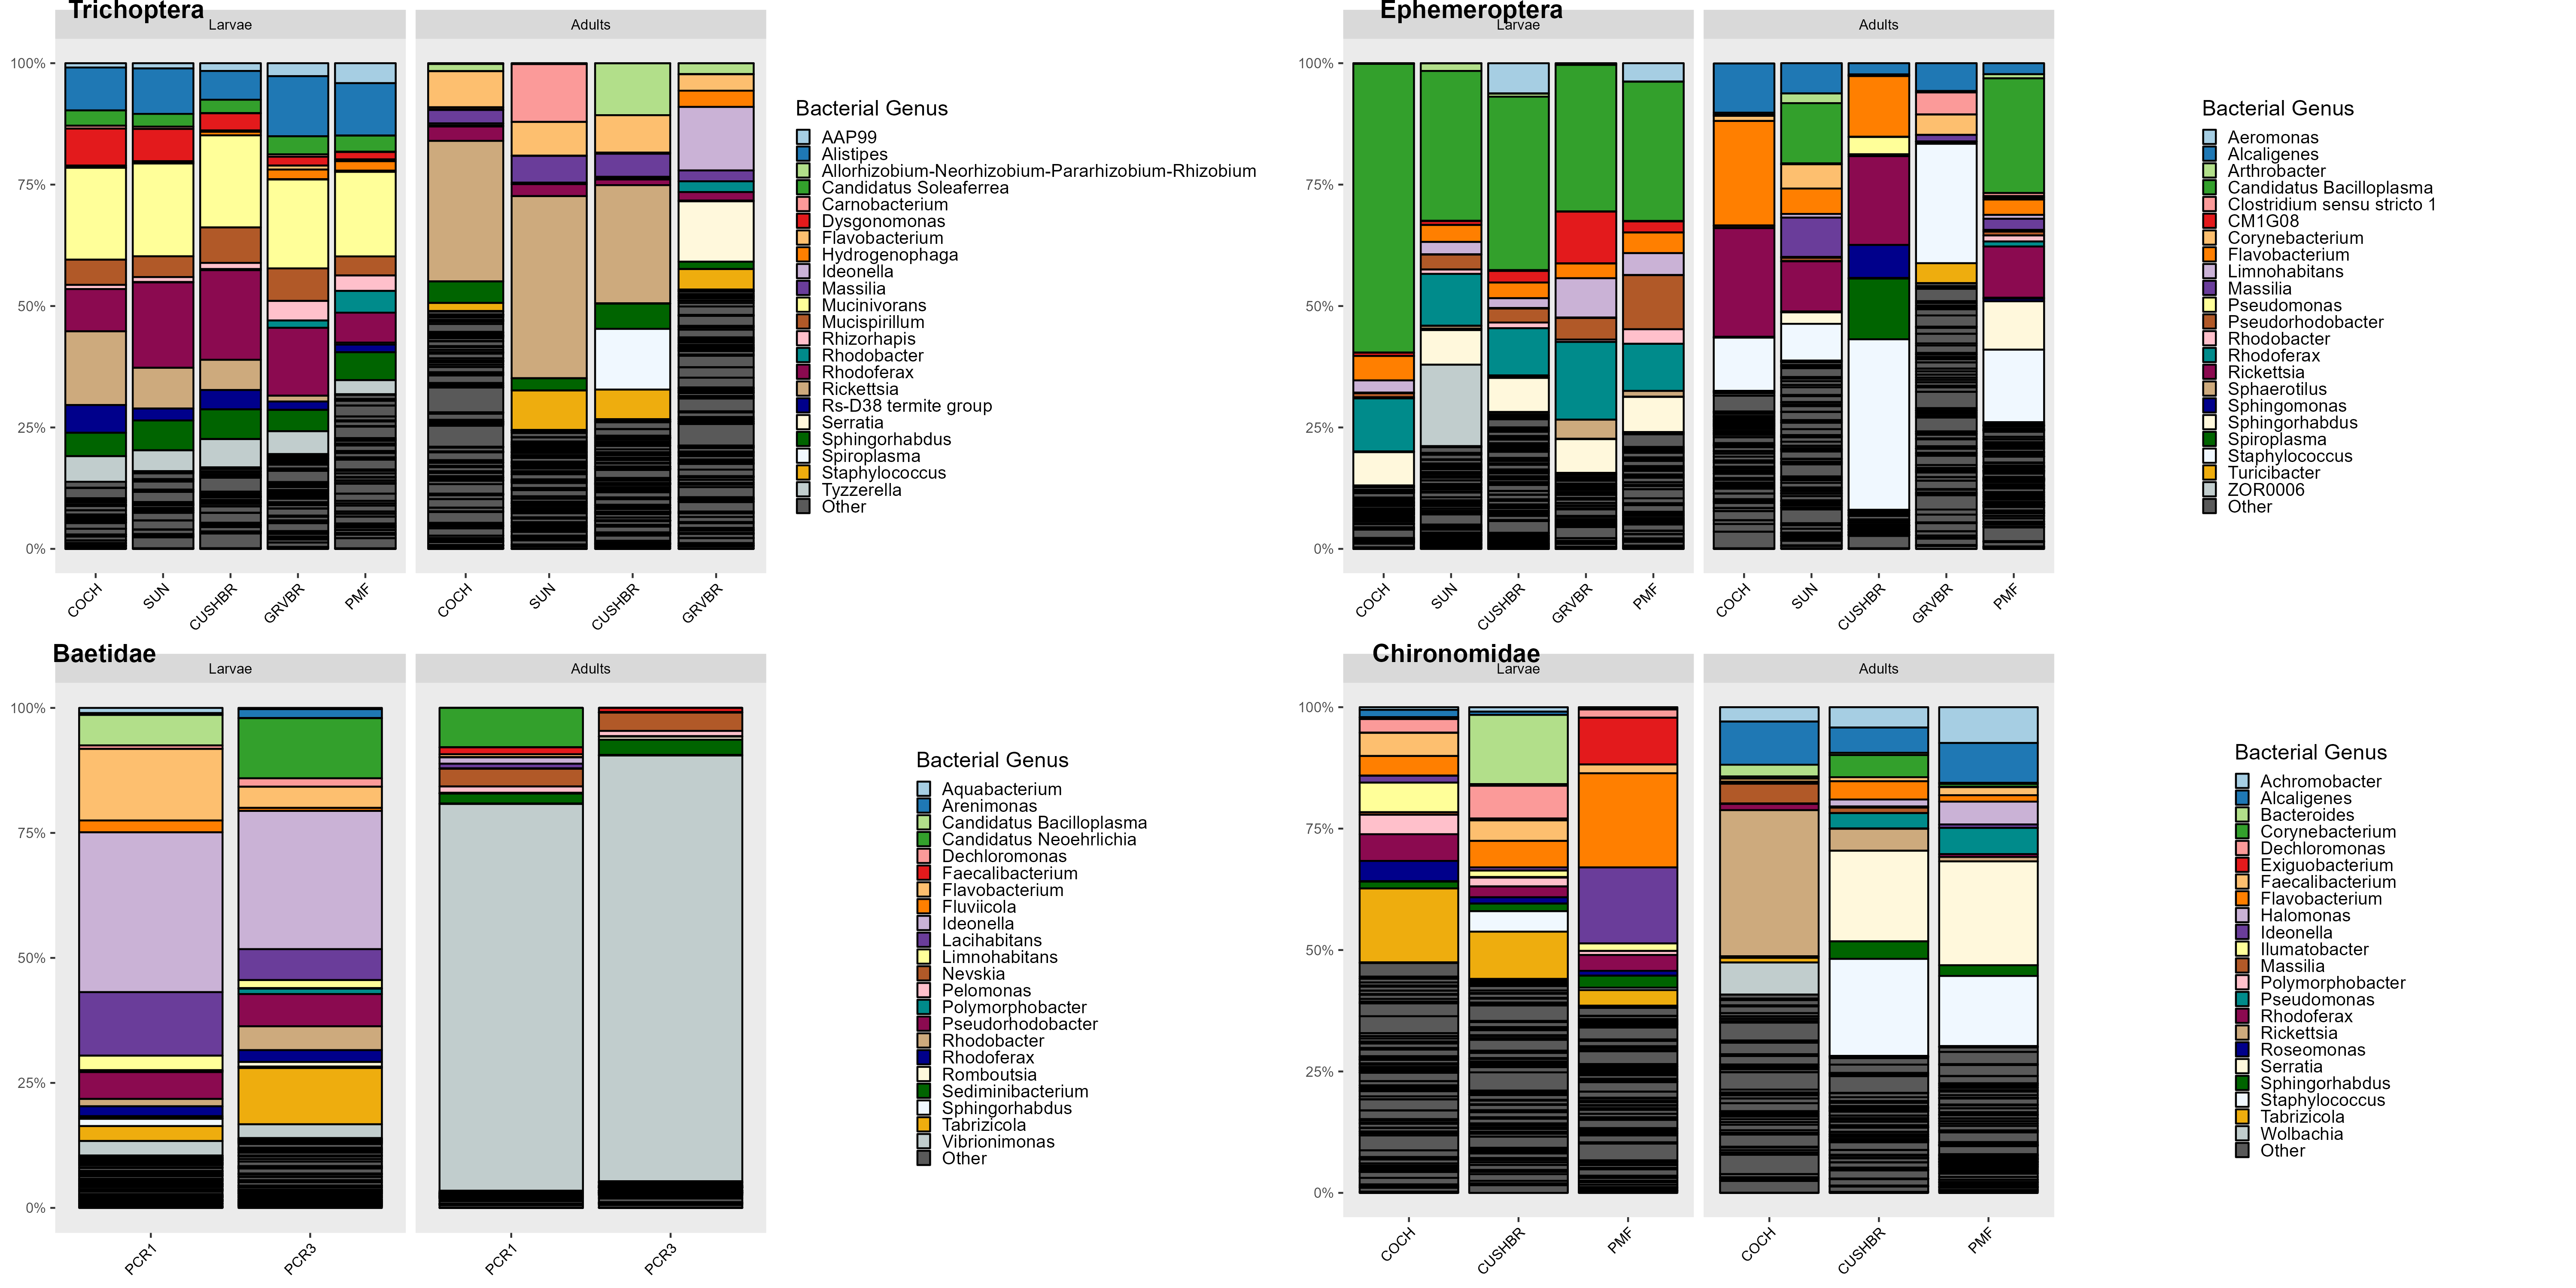 Trichoptera
Larvae
Adults
100%
75%
50%
25%
0%
COCH
SUN
CUSHBR
GRVBR
PMF
COCH
SUN
CUSHBR
GRVBR
Bacterial Genus
AAP99
Alistipes
Allorhizobium-Neorhizobium-Pararhizobium-Rhizobium
Candidatus Soleaferrea
Carnobacterium
Dysgonomonas
Flavobacterium
Hydrogenophaga
Ideonella
Massilia
Mucinivorans
Mucispirillum
Rhizorhapis
Rhodobacter
Rhodoferax
Rickettsia
Rs-D38 termite group
Serratia
Sphingorhabdus
Spiroplasma
Staphylococcus
Tyzzerella
Other
Ephemeroptera
Larvae
Adults
100%
75%
50%
25%
0%
COCH
SUN
CUSHBR
GRVBR
PMF
COCH
SUN
CUSHBR
GRVBR
PMF
Bacterial Genus
Aeromonas
Alcaligenes
Arthrobacter
Candidatus Bacilloplasma
Clostridium sensu stricto 1
CM1G08
Corynebacterium
Flavobacterium
Limnohabitans
Massilia
Pseudomonas
Pseudorhodobacter
Rhodobacter
Rhodoferax
Rickettsia
Sphaerotilus
Sphingomonas
Sphingorhabdus
Spiroplasma
Staphylococcus
Turicibacter
ZOR0006
Other
Baetidae
Larvae
Adults
100%
75%
50%
25%
0%
PCR1
PCR3
PCR1
PCR3
Bacterial Genus
Aquabacterium
Arenimonas
Candidatus Bacilloplasma
Candidatus Neoehrlichia
Dechloromonas
Faecalibacterium
Flavobacterium
Fluviicola
Ideonella
Lacihabitans
Limnohabitans
Nevskia
Pelomonas
Polymorphobacter
Pseudorhodobacter
Rhodobacter
Rhodoferax
Romboutsia
Sediminibacterium
Sphingorhabdus
Tabrizicola
Vibrionimonas
Other
Chironomidae
Larvae
Adults
100%
75%
50%
25%
0%
COCH
CUSHBR
PMF
COCH
CUSHBR
PMF
Bacterial Genus
Achromobacter
Alcaligenes
Bacteroides
Corynebacterium
Dechloromonas
Exiguobacterium
Faecalibacterium
Flavobacterium
Halomonas
Ideonella
Ilumatobacter
Massilia
Polymorphobacter
Pseudomonas
Rhodoferax
Rickettsia
Roseomonas
Serratia
Sphingorhabdus
Staphylococcus
Tabrizicola
Wolbachia
Other